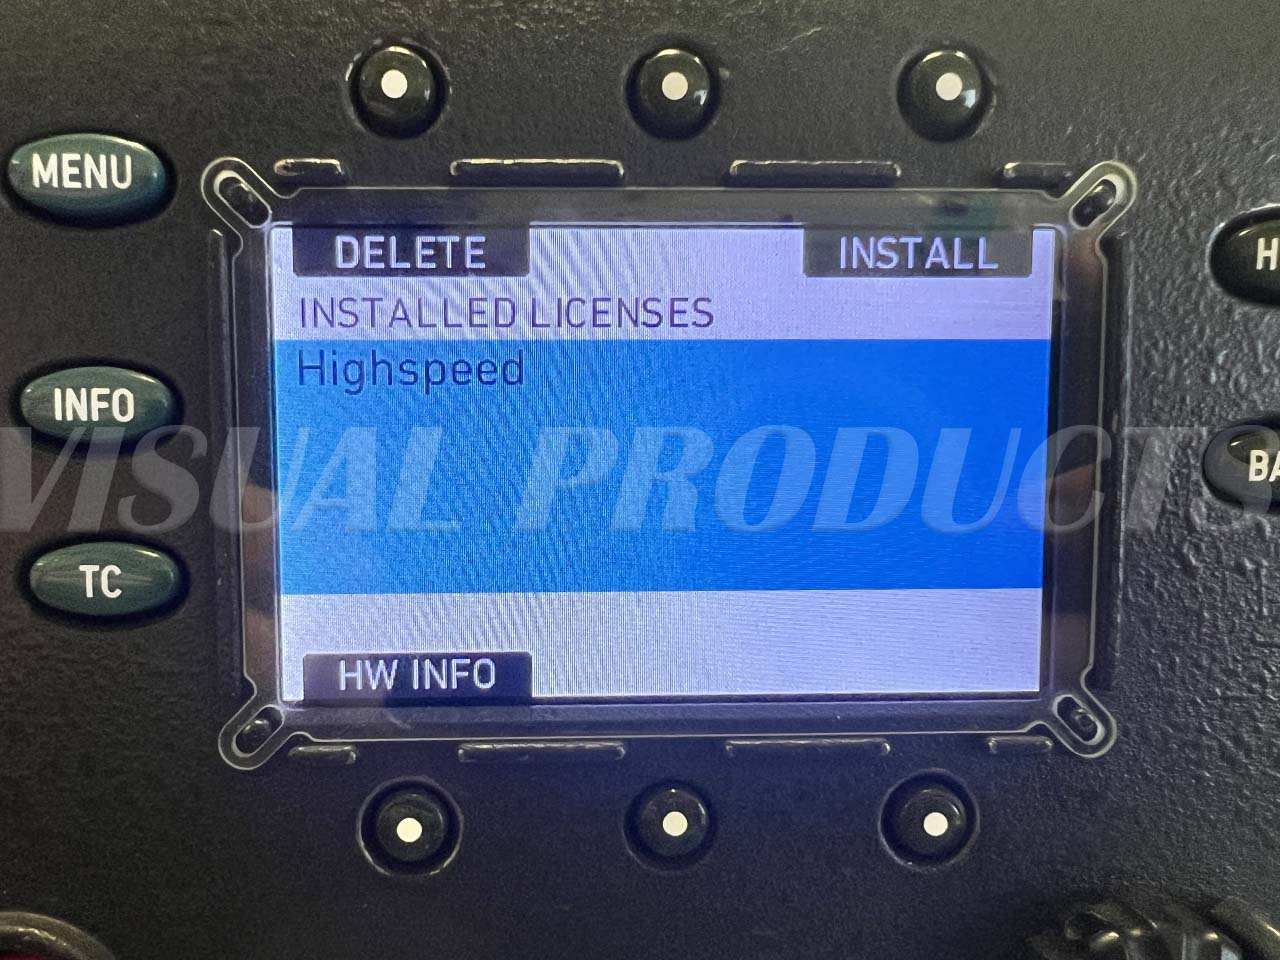 MENU
DELETE
INSTALL
INSTALLED LICENSES
Highspeed
INFO
VISUAL PRODUCTS
TC
HW INFO